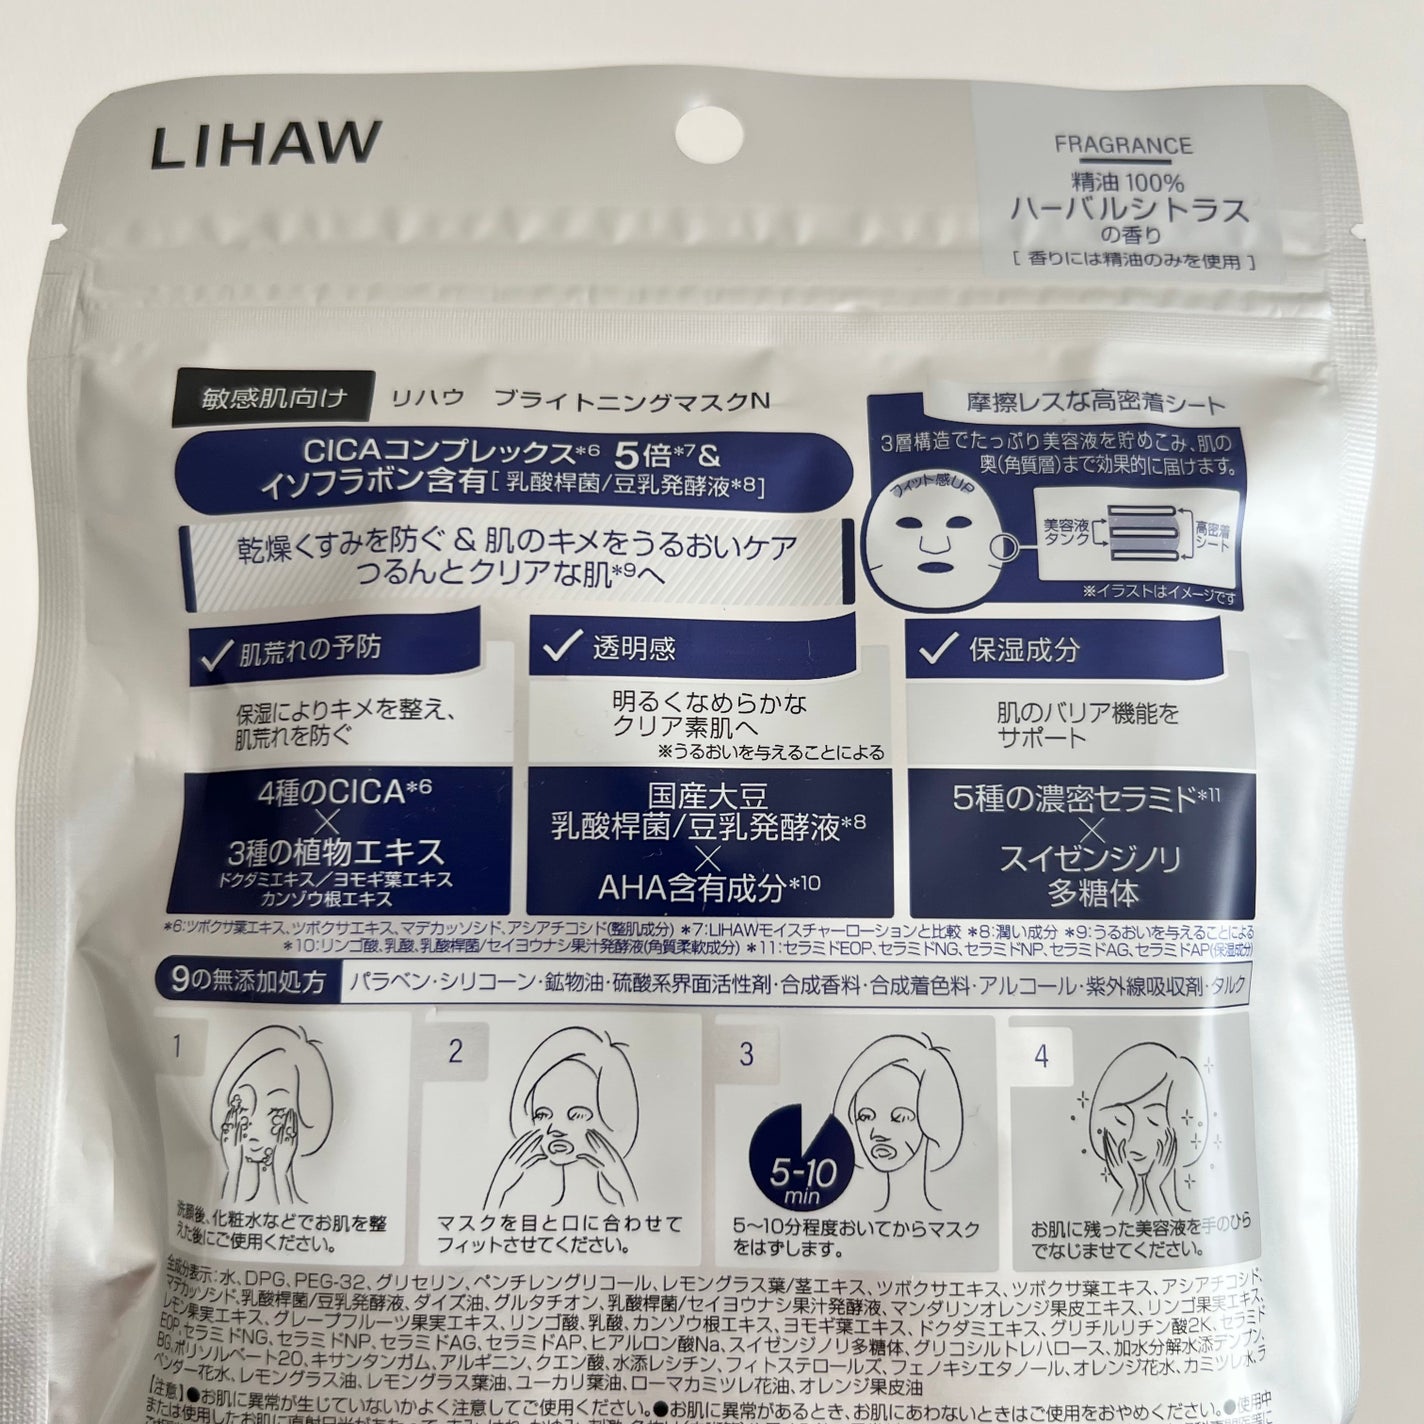 LIHAW
FRAGRANCE
精油 100%
ハーバルシトラス
の香り
[ 香りには精油のみを使用 ]
敏感肌向け
リハウ ブライトニングマスクN
CICAコンプレックス*6 5倍*7&
イソフラボン含有[ 乳酸桿菌/豆乳発酵液*8]
乾燥くすみを防ぐ & 肌のキメをうるおいケア
つるんとクリアな肌*9へ
摩擦レスな高密着シート
3層構造でたっぷり美容液を貯めこみ、肌の
奥(角質層)まで効果的に届けます。
フィット感UP
美容液
タンク
高密着
シート
※イラストはイメージです
肌荒れの予防
保湿によりキメを整え、
肌荒れを防ぐ
4種のCICA*6
×
3種の植物エキス
ドクダミエキス/ヨモギ葉エキス
カンゾウ根エキス
透明感
明るくなめらかな
クリア素肌へ
※うるおいを与えることによる
国産大豆
乳酸桿菌/豆乳発酵液*8
×
AHA含有成分*10
保湿成分
肌のバリア機能を
サポート
5種の濃密セラミド*11
×
スイゼンジノリ
多糖体
*6:ツボクサ葉エキス、ツボクサエキス、マデカッソシド、アシアチコシド(整肌成分) *7:LIHAWモイスチャーローションと比較 *8:潤い成分 *9:うるおいを与えることによる
*10:リンゴ酸、乳酸、乳酸桿菌/セイヨウナシ果汁発酵液(角質柔軟成分) *11:セラミドEOP、セラミドNG、セラミドNP、セラミドAG、セラミドAP(保湿成分)
9の無添加処方
パラベン・シリコーン・鉱物油・硫酸系界面活性剤・合成香料・合成着色料・アルコール・紫外線吸収剤・タルク
1
洗顔後、化粧水などでお肌を整
えた後にご使用ください。
2
マスクを目と口に合わせて
フィットさせてください。
3
5-10
min
5〜10分程度おいてからマスク
をはずします。
4
お肌に残った美容液を手のひら
でなじませてください。
全成分表示:水、DPG、PEG-32、グリセリン、ペンチレングリコール、レモングラス葉/茎エキス、ツボクサエキス、ツボクサ葉エキス、アシアチコシド、
マデカッソシド、乳酸桿菌/豆乳発酵液、ダイズ油、グルタチオン、乳酸桿菌/セイヨウナシ果汁発酵液、マンダリンオレンジ果皮エキス、リンゴ果実エキス、
レモン果実エキス、グレープフルーツ果実エキス、リンゴ酸、乳酸、カンゾウ根エキス、ヨモギ葉エキス、ドクダミエキス、グリチルリチン酸2K、セラミド
EOP、セラミドNG、セラミドNP、セラミドAG、セラミドAP、ヒアルロン酸Na、スイゼンジノリ多糖体、グリコシルトレハロース、加水分解水添デンプン、
BG、ポリソルベート20、キサンタンガム、アルギニン、クエン酸、水添レシチン、フィトステロールズ、フェノキシエタノール、オレンジ花水、カミツレ水、ラ
ベンダー花水、レモングラス油、レモングラス葉油、ユーカリ葉油、ローマカミツレ花油、オレンジ果皮油
【注意】●お肌に異常が生じていないかよく注意してご使用ください。●お肌に異常があるとき、お肌にあわないときはご使用をおやめください。●使用中
または使用したお肌に直射日光があたって